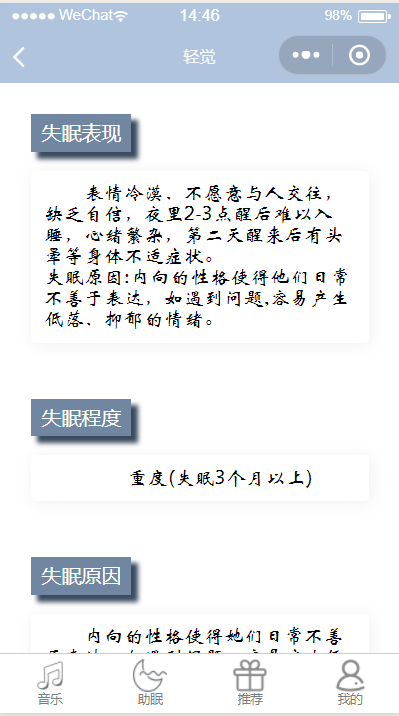 WeChat 14:46 98%
轻觉
失眠表现
表情冷漠、不愿意与人交往，
缺乏自信，夜里2-3点醒后难以入
睡，心绪繁杂，第二天醒来后有头
晕等身体不适症状。
失眠原因:内向的性格使得他们日常
不善于表达，如遇到问题,容易产生
低落、抑郁的情绪。
失眠程度
重度(失眠3个月以上)
失眠原因
内向的性格使得她们日常不善
音乐 助眠 推荐 我的